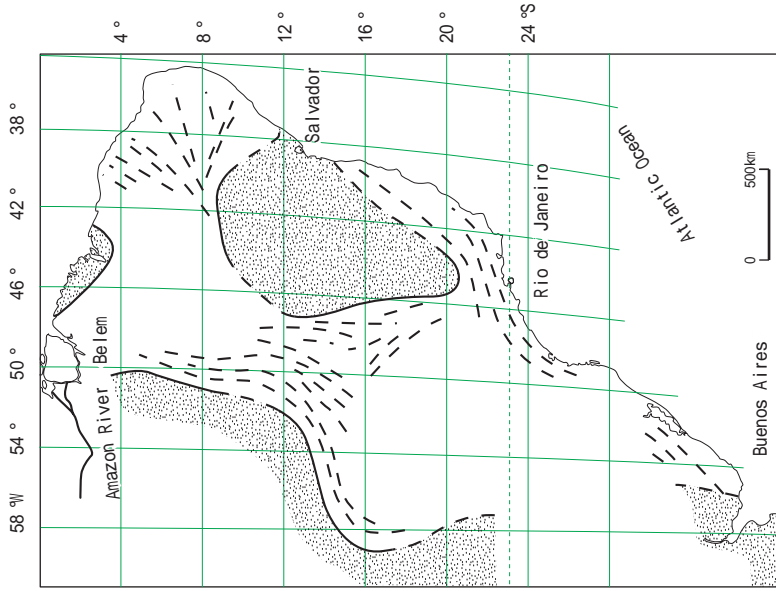 4 °
8 °
12 °
16 °
20 °
24 °S
38 °
42 °
46 °
50 °
54 °
58 °W
Salvador
Atlantic Ocean
Rio de Janeiro
500km
0
Belem
Amazon River
Buenos Aires